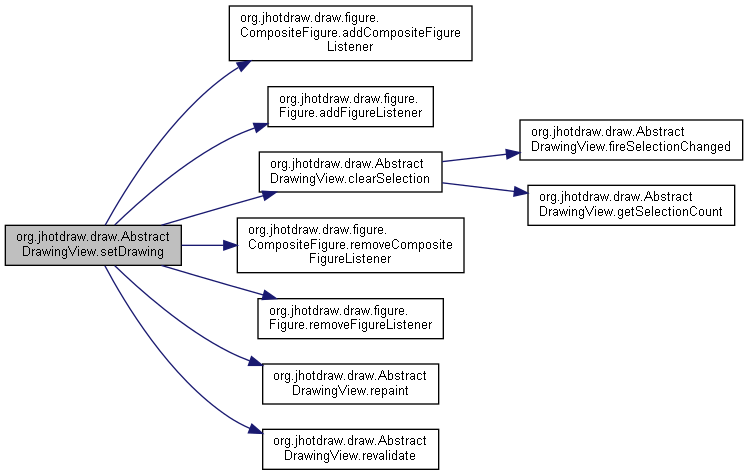 org.jhotdraw.draw.figure.
CompositeFigure.addCompositeFigure
Listener
org.jhotdraw.draw.figure.
Figure.addFigureListener
org.jhotdraw.draw.Abstract
DrawingView.fireSelectionChanged
org.jhotdraw.draw.Abstract
DrawingView.clearSelection
org.jhotdraw.draw.Abstract
DrawingView.getSelectionCount
org.jhotdraw.draw.Abstract
DrawingView.setDrawing
org.jhotdraw.draw.figure.
CompositeFigure.removeComposite
FigureListener
org.jhotdraw.draw.figure.
Figure.removeFigureListener
org.jhotdraw.draw.Abstract
DrawingView.repaint
org.jhotdraw.draw.Abstract
DrawingView.revalidate